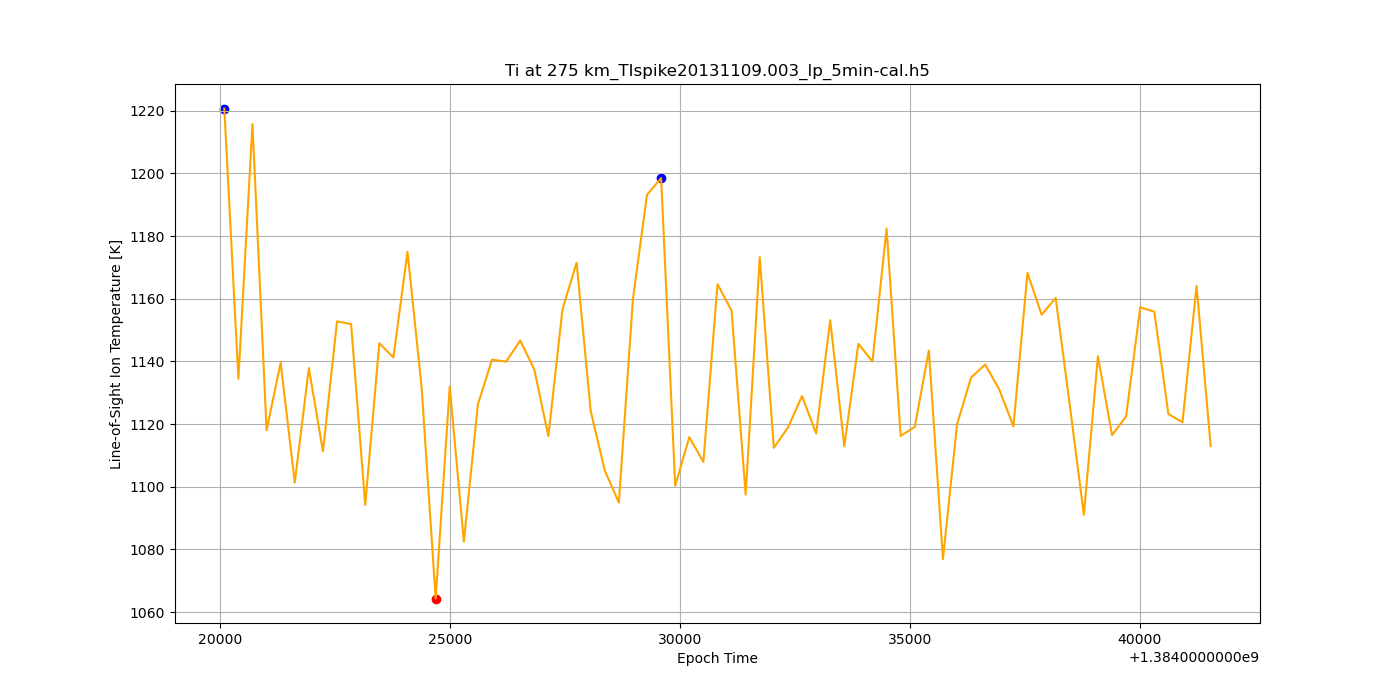 Ti at 275 km_TIspike20131109.003_lp_5min-cal.h5
Line-of-Sight Ion Temperature [K]
1220
1200
1180
1160
1140
1120
1100
1080
1060
20000 25000 30000 35000 40000
Epoch Time
+1.3840000000e9